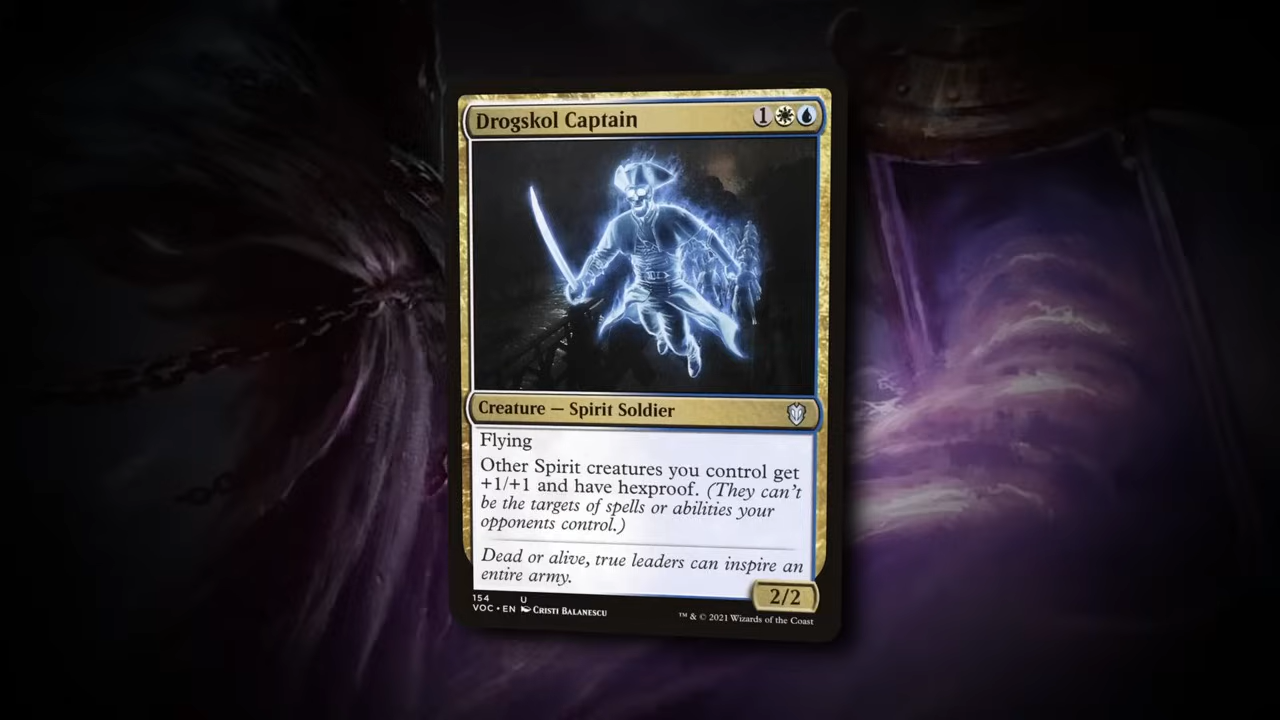 Drogskol Captain 1
Creature — Spirit Soldier
Flying
Other Spirit creatures you control get
+1/+1 and have hexproof. (They can't
be the targets of spells or abilities your
opponents control.)
Dead or alive, true leaders can inspire an
entire army.
2/2
154 U
VOC • EN Cristi Balanescu
™ & © 2021 Wizards of the Coast